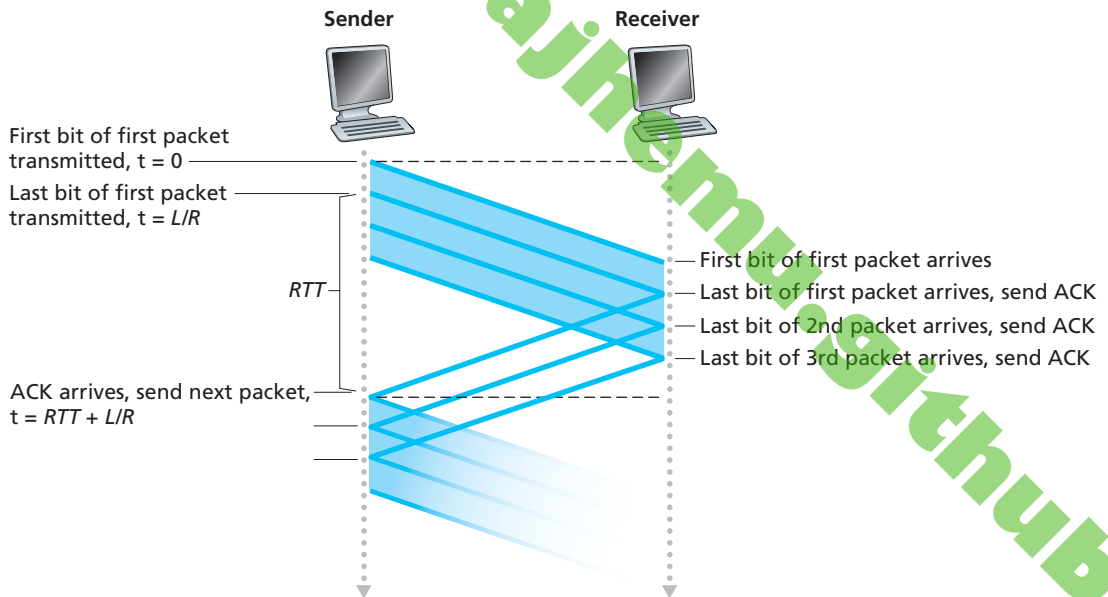 Sender
Receiver
First bit of first packet
transmitted, t = 0
Last bit of first packet
transmitted, t = L/R
RTT
First bit of first packet arrives
Last bit of first packet arrives, send ACK
Last bit of 2nd packet arrives, send ACK
Last bit of 3rd packet arrives, send ACK
ACK arrives, send next packet,
t = RTT + L/R
ajhemu.github